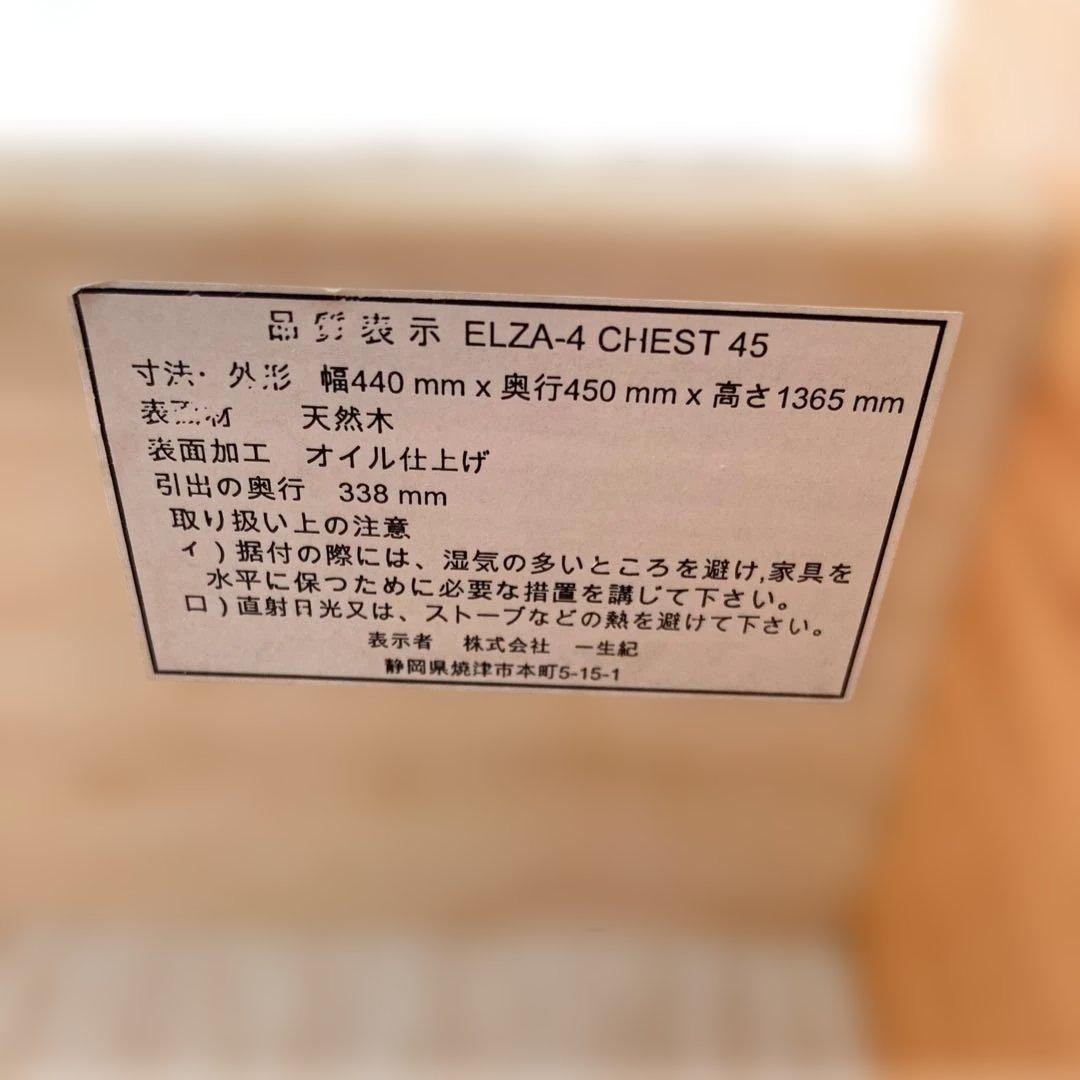 品質表示 ELZA-4 CHEST 45
寸法・外形 幅440 mm x 奥行450 mm x 高さ1365 mm
表面材 天然木
表面加工 オイル仕上げ
引出の奥行 338 mm
取り扱い上の注意
イ)据付の際には、湿気の多いところを避け,家具を
水平に保つために必要な措置を講じて下さい。
ロ)直射日光又は、ストーブなどの熱を避けて下さい。
表示者 株式会社 一生紀
静岡県焼津市本町5-15-1